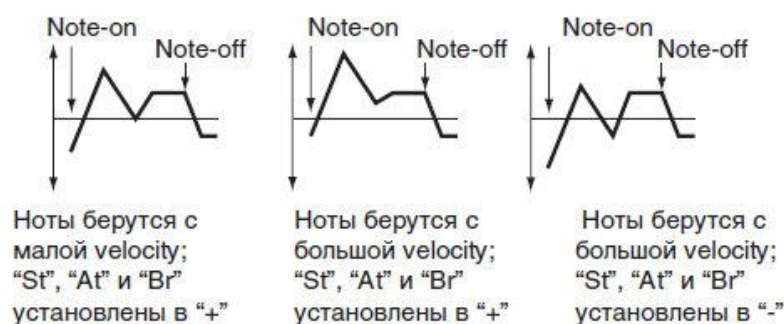 Note-on
Note-off
Note-on
Note-off
Note-on
Note-off
Ноты берутся с
малой velocity;
“St”, “At” и “Br”
установлены в “+”
Ноты берутся с
большой velocity;
“St”, “At” и “Br”
установлены в “+”
Ноты берутся с
большой velocity;
“St”, “At” и “Br”
установлены в “-”